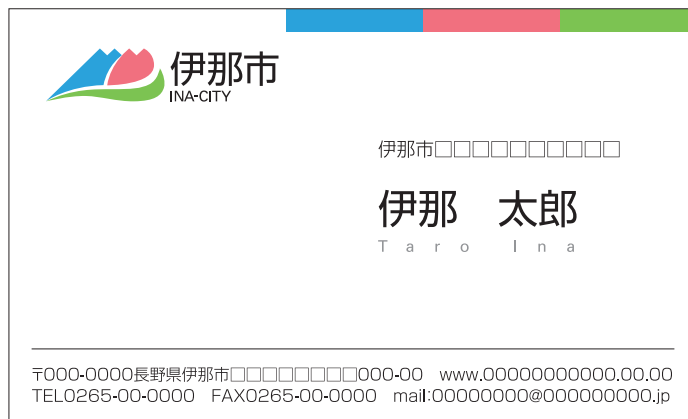 伊那市
INA-CITY
伊那市□□□□□□□□□□
伊那　太郎
Taro Ina
〒000-0000長野県伊那市□□□□□□□□000-00 www.00000000000.00.00
TEL0265-00-0000 FAX0265-00-0000 mail:00000000@000000000.jp